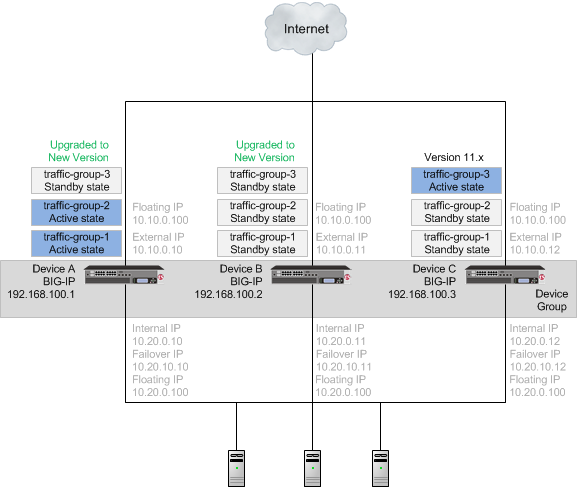 Internet
Upgraded to
New Version
traffic-group-3
Standby state
traffic-group-2
Active state
traffic-group-1
Active state
Floating IP
10.10.0.100
External IP
10.10.0.10
Upgraded to
New Version
traffic-group-3
Standby state
traffic-group-2
Standby state
traffic-group-1
Standby state
Floating IP
10.10.0.100
External IP
10.10.0.11
Version 11.x
traffic-group-3
Active state
traffic-group-2
Standby state
traffic-group-1
Standby state
Floating IP
10.10.0.100
External IP
10.10.0.12
Device A
BIG-IP
192.168.100.1
Device B
BIG-IP
192.168.100.2
Device C
BIG-IP
192.168.100.3
Device
Group
Internal IP
10.20.0.10
Failover IP
10.20.10.10
Floating IP
10.20.0.100
Internal IP
10.20.0.11
Failover IP
10.20.10.11
Floating IP
10.20.0.100
Internal IP
10.20.0.12
Failover IP
10.20.10.12
Floating IP
10.20.0.100